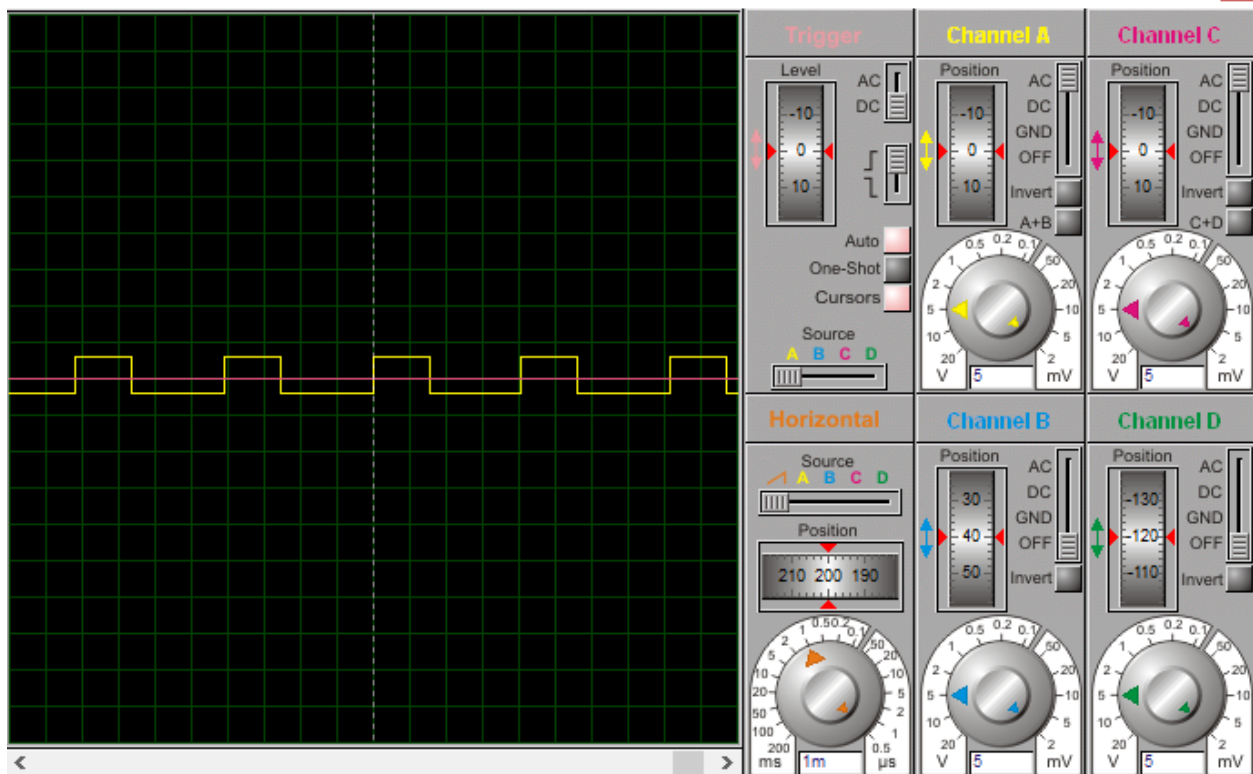 Trigger
Level
-10
0
10
AC
DC
Auto
One-Shot
Cursors
Source
A B C D
Channel A
Position
-10
0
10
AC
DC
GND
OFF
Invert
A+B
20
10
5
2
1
0.5
0.2
0.1
50
20
10
5
2
V
5
mV
Channel C
Position
-10
0
10
AC
DC
GND
OFF
Invert
C+D
20
10
5
2
1
0.5
0.2
0.1
50
20
10
5
2
V
5
mV
Horizontal
Source
A B C D
Position
210 200 190
200
100
50
20
10
5
2
1
0.5
0.2
0.1
50
20
10
5
2
1
0.5
ms
1m
µs
Channel B
Position
30
40
50
AC
DC
GND
OFF
Invert
20
10
5
2
1
0.5
0.2
0.1
50
20
10
5
2
V
5
mV
Channel D
Position
-130
-120
-110
AC
DC
GND
OFF
Invert
20
10
5
2
1
0.5
0.2
0.1
50
20
10
5
2
V
5
mV